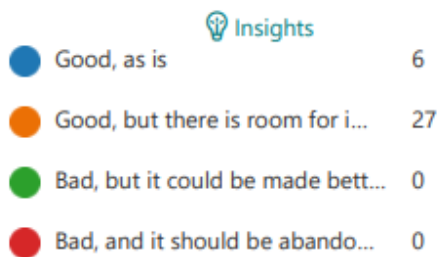 Insights
Good, as is 6
Good, but there is room for i... 27
Bad, but it could be made bett... 0
Bad, and it should be abando... 0